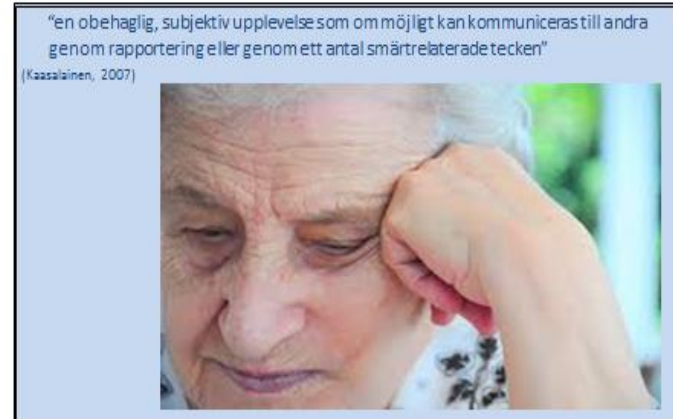 “en obehaglig, subjektiv upplevelse som om möjligt kan kommuniceras till andra
genom rapportering eller genom ett antal smärtrelaterade tecken”
(Kaasalainen, 2007)